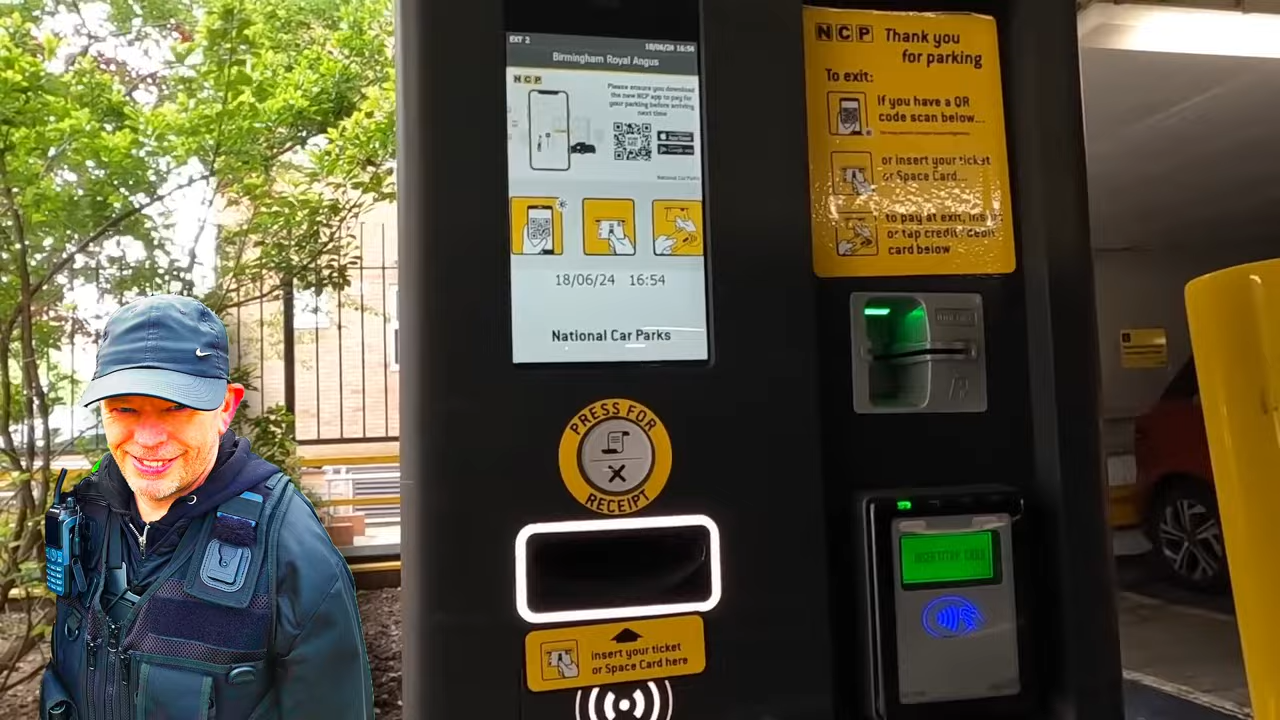 EXT 2
18/06/24 16:54
Birmingham Royal Angus
NCP
Please ensure you download
the new NCP app to pay for
your parking before arriving
next time
App Store
Google Play
National Car Parks
18/06/24 16:54
National Car Parks
PRESS FOR
RECEIPT
insert your ticket
or Space Card here
NCP Thank you
for parking
To exit:
If you have a QR
code scan below...
or insert your ticket
or Space Card...
to pay at exit, insert
or tap credit / debit
card below